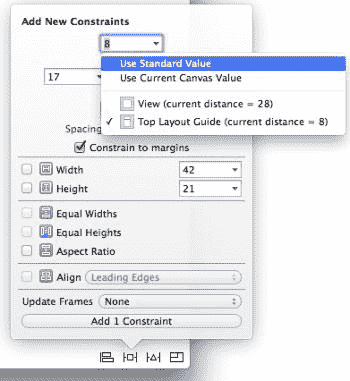 Add New Constraints
8
Use Standard Value
Use Current Canvas Value
17
View (current distance = 28)
✓ Top Layout Guide (current distance = 8)
Spacing
Constrain to margins
Width 42
Height 21
Equal Widths
Equal Heights
Aspect Ratio
Align Leading Edges
Update Frames None
Add 1 Constraint